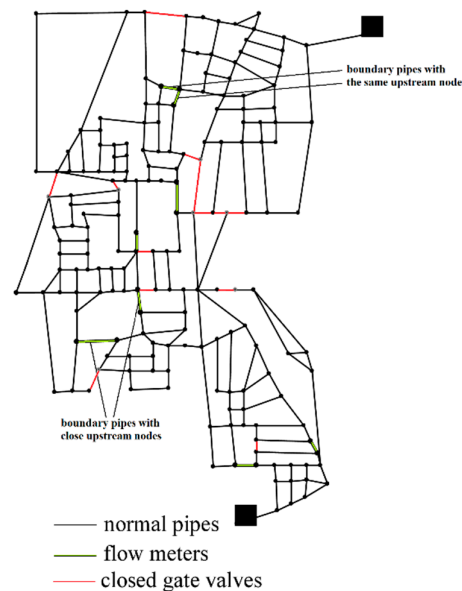 boundary pipes with
the same upstream node
boundary pipes with
close upstream nodes
normal pipes
flow meters
closed gate valves